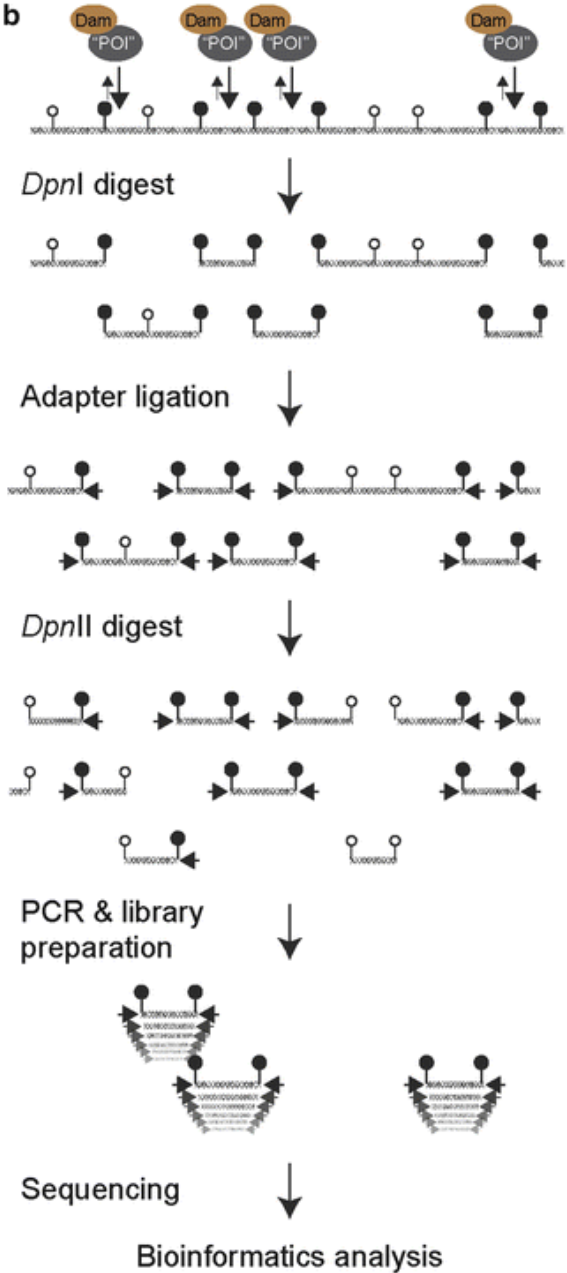 b
Dam Dam Dam Dam
"POI" "POI" "POI" "POI"
DpnI digest
Adapter ligation
DpnII digest
PCR & library
preparation
Sequencing
Bioinformatics analysis